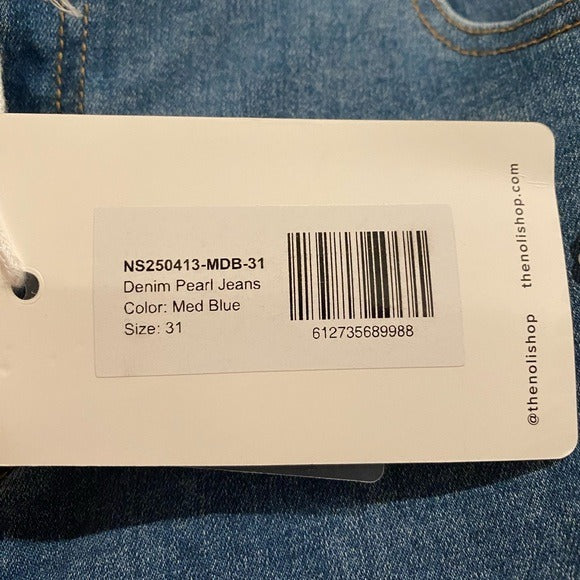 NS250413-MDB-31
Denim Pearl Jeans
Color: Med Blue
Size: 31
612735689988
@thenolishop thenolishop.com